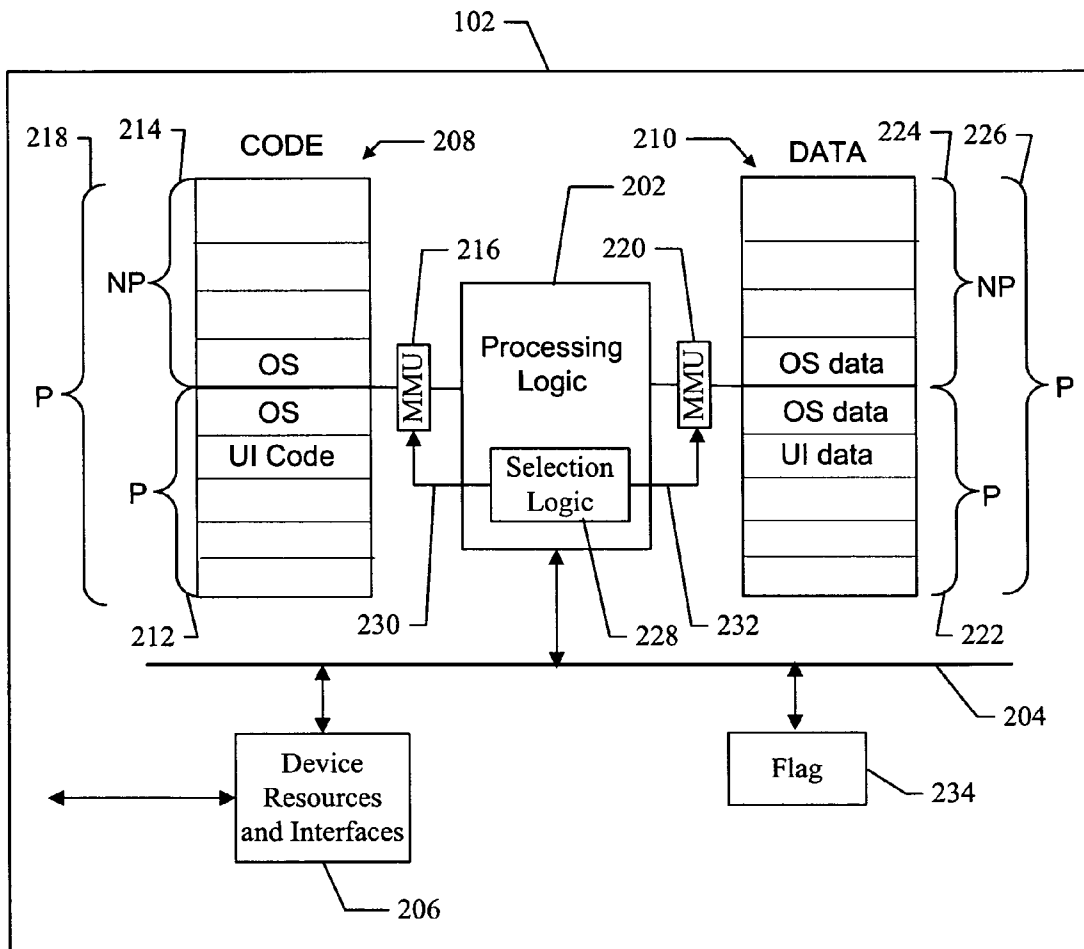 102
218
214
CODE
208
210
DATA
224
226
202
216
220
NP
NP
Processing
Logic
MMU
MMU
OS
OS data
P
P
OS
OS data
UI Code
UI data
Selection
Logic
P
P
212
230
228
232
222
204
Device
Resources
and Interfaces
Flag
234
206